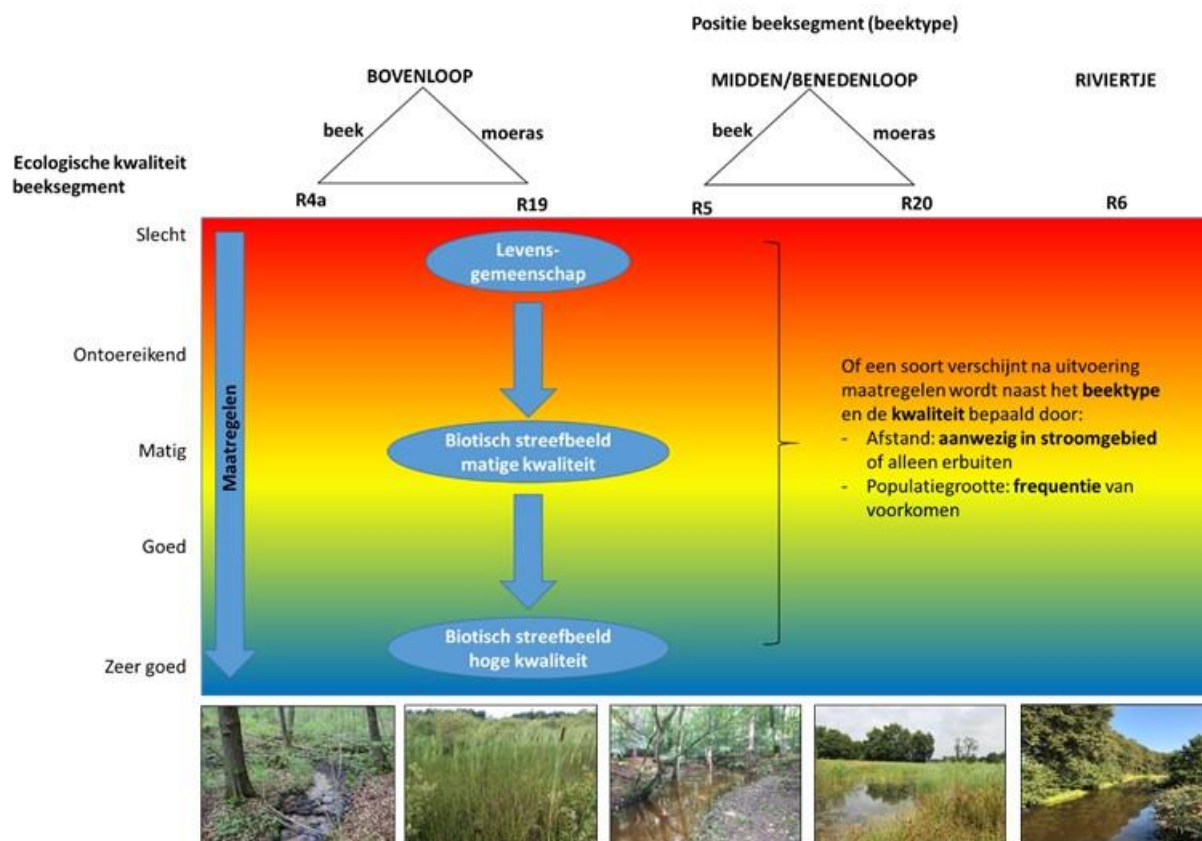 Positie beeksegment (beektype)
BOVENLOOP
MIDDEN/BENEDENLOOP
RIVIERTJE
beek
moeras
beek
moeras
Ecologische kwaliteit
beeksegment
R4a
R19
R5
R20
R6
Slecht
Ontoereikend
Matig
Goed
Zeer goed
Maatregelen
Levens-
gemeenschap
Biotisch streefbeeld
matige kwaliteit
Biotisch streefbeeld
hoge kwaliteit
Of een soort verschijnt na uitvoering
maatregelen wordt naast het beektype
en de kwaliteit bepaald door:
- Afstand: aanwezig in stroomgebied
of alleen erbuiten
- Populatiegrootte: frequentie van
voorkomen